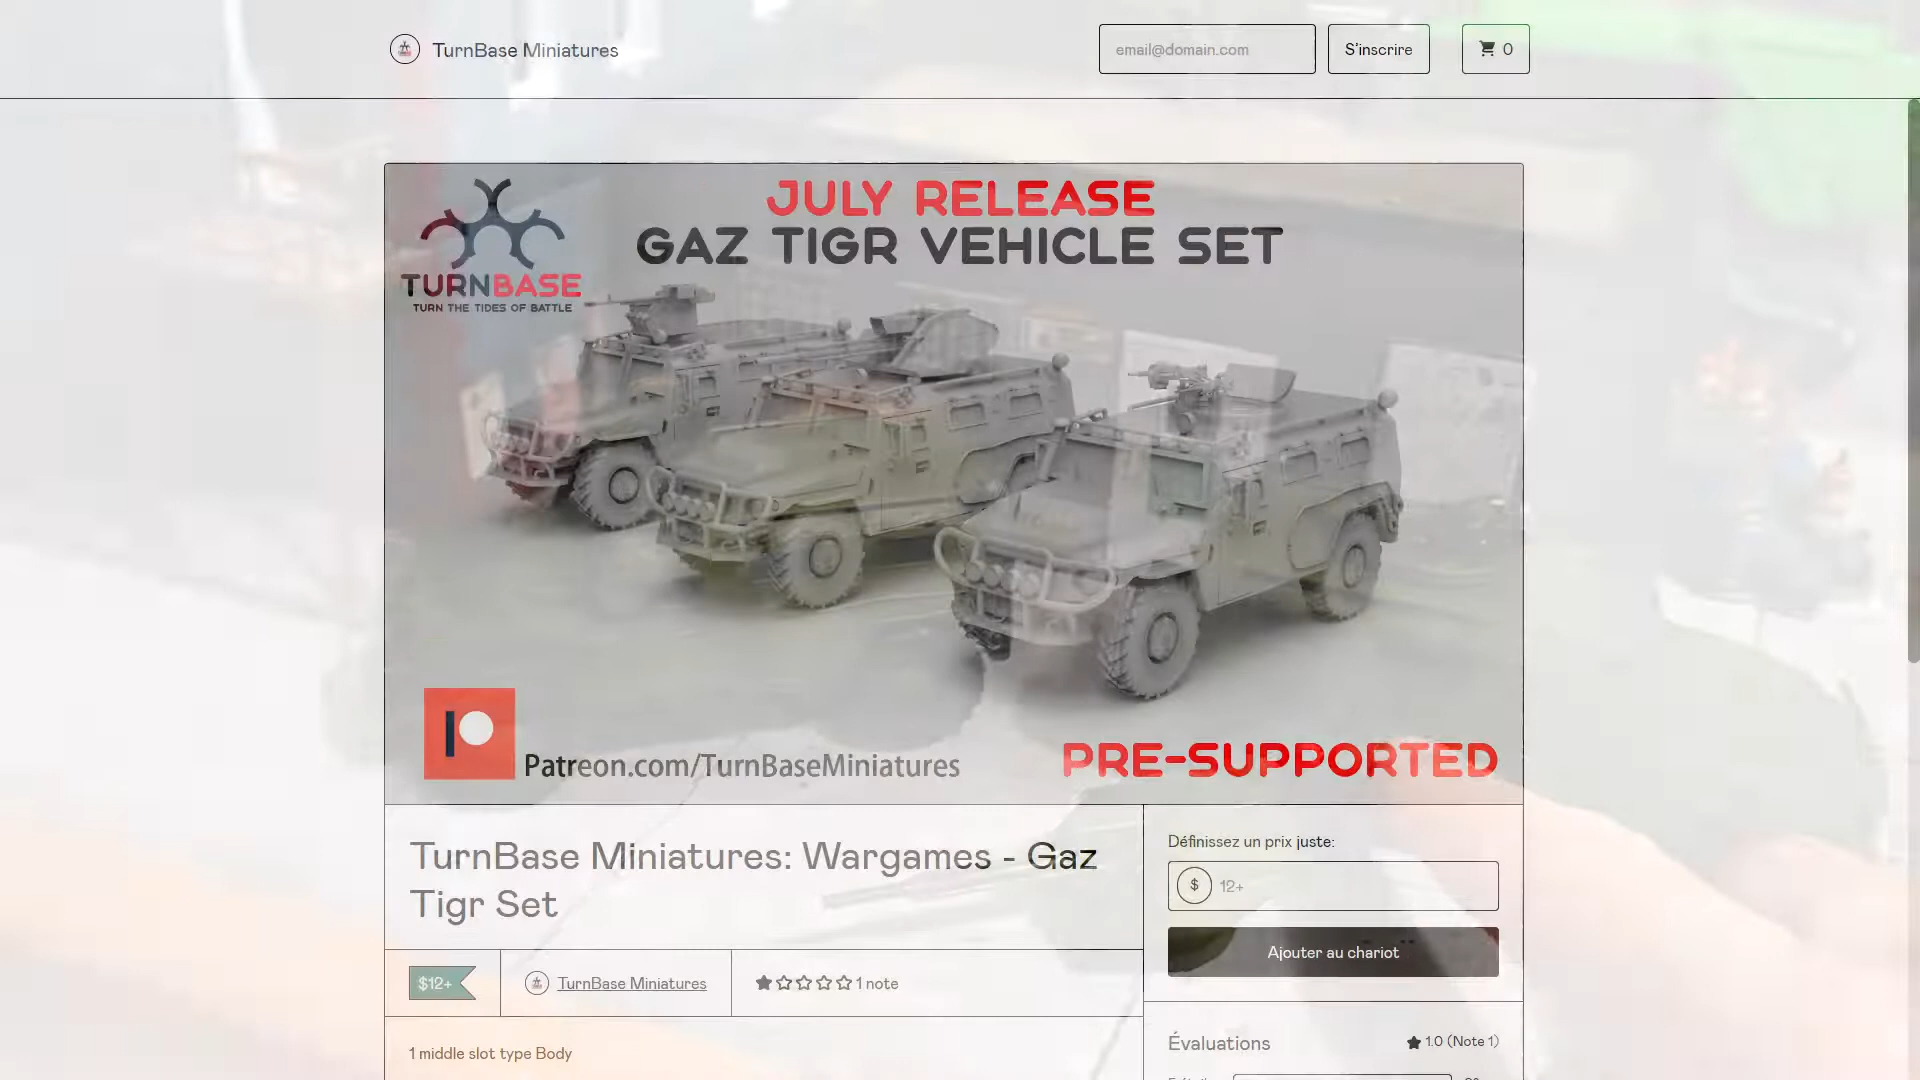 TurnBase Miniatures
email@domain.com
S'inscrire
0
JULY RELEASE
GAZ TIGR VEHICLE SET
TURNBASE
TURN THE TIDES OF BATTLE
Patreon.com/TurnBaseMiniatures
PRE-SUPPORTED
TurnBase Miniatures: Wargames - Gaz
Tigr Set
Définissez un prix juste:
$ 12+
Ajouter au chariot
$12+
TurnBase Miniatures
1 note
Évaluations
1.0 (Note 1)
1 middle slot type Body